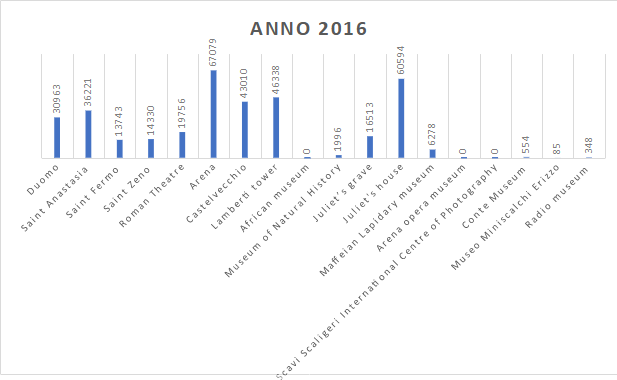 ANNO 2016
30963
36221
13743
14330
19756
67079
43010
46338
0
1996
16513
60594
6278
0
0
554
85
348
Duomo
Saint Anastasia
Saint Fermo
Saint Zeno
Roman Theatre
Arena
Castelvecchio
Lamberti tower
African museum
Museum of Natural History
Juliet's grave
Juliet's house
Maffeian Lapidary museum
Arena opera museum
Scavi Scaligeri International Centre of Photography
Conte Museum
Museo Miniscalchi Erizzo
Radio museum